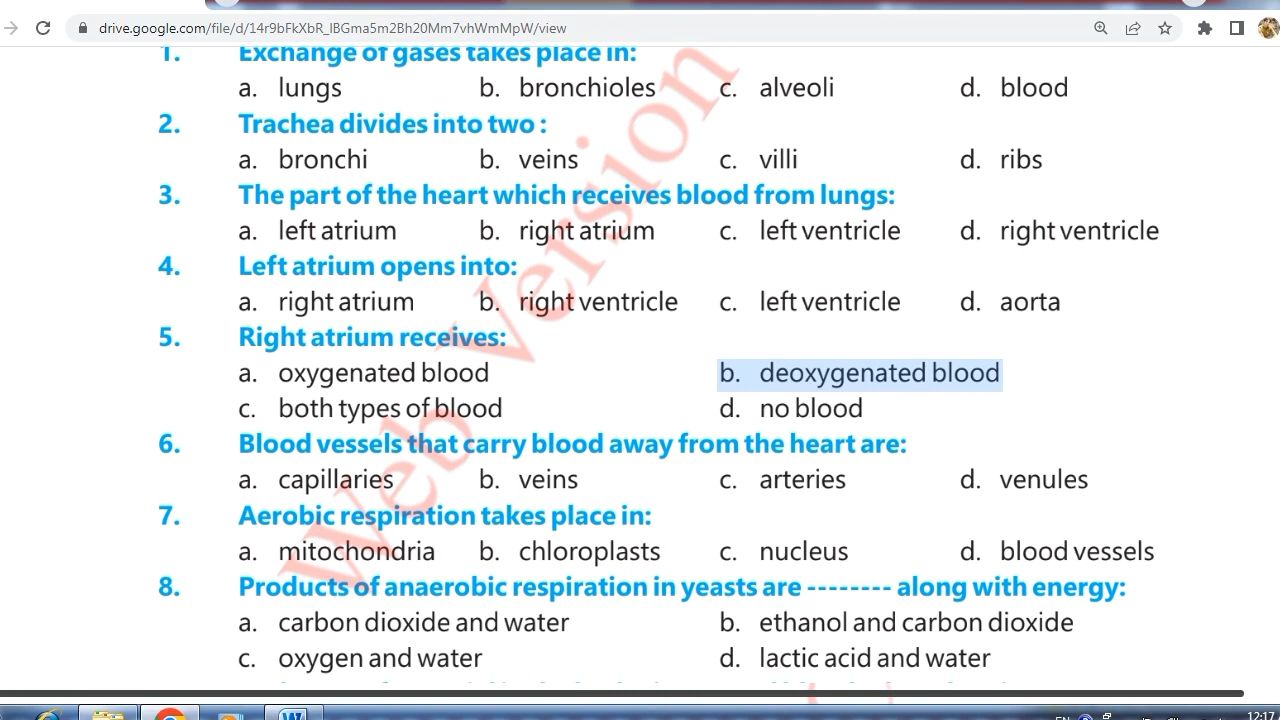 drive.google.com/file/d/14r9bFkXbR_IBGma5m2Bh20Mm7vhWmMpW/view
1. Exchange of gases takes place in:
a. lungs b. bronchioles c. alveoli d. blood
2. Trachea divides into two :
a. bronchi b. veins c. villi d. ribs
3. The part of the heart which receives blood from lungs:
a. left atrium b. right atrium c. left ventricle d. right ventricle
4. Left atrium opens into:
a. right atrium b. right ventricle c. left ventricle d. aorta
5. Right atrium receives:
a. oxygenated blood b. deoxygenated blood
c. both types of blood d. no blood
6. Blood vessels that carry blood away from the heart are:
a. capillaries b. veins c. arteries d. venules
7. Aerobic respiration takes place in:
a. mitochondria b. chloroplasts c. nucleus d. blood vessels
8. Products of anaerobic respiration in yeasts are -------- along with energy:
a. carbon dioxide and water b. ethanol and carbon dioxide
c. oxygen and water d. lactic acid and water
Web Version
EN 12:17